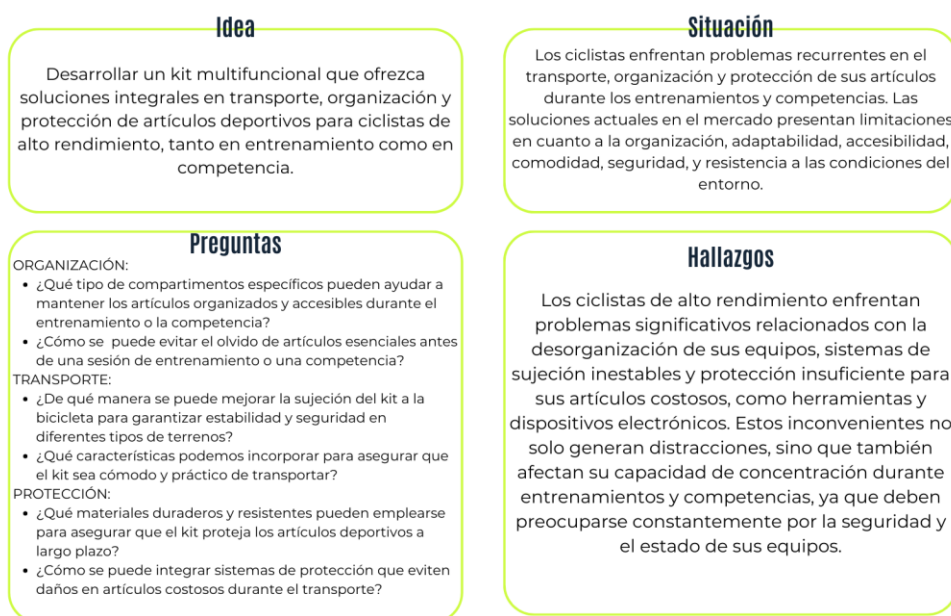 Idea
Desarrollar un kit multifuncional que ofrezca
soluciones integrales en transporte, organización y
protección de artículos deportivos para ciclistas de
alto rendimiento, tanto en entrenamiento como en
competencia.
Situación
Los ciclistas enfrentan problemas recurrentes en el
transporte, organización y protección de sus artículos
durante los entrenamientos y competencias. Las
soluciones actuales en el mercado presentan limitaciones
en cuanto a la organización, adaptabilidad, accesibilidad,
comodidad, seguridad, y resistencia a las condiciones del
entorno.
Preguntas
ORGANIZACIÓN:
• ¿Qué tipo de compartimentos específicos pueden ayudar a
mantener los artículos organizados y accesibles durante el
entrenamiento o la competencia?
• ¿Cómo se puede evitar el olvido de artículos esenciales antes
de una sesión de entrenamiento o una competencia?
TRANSPORTE:
• ¿De qué manera se puede mejorar la sujeción del kit a la
bicicleta para garantizar estabilidad y seguridad en
diferentes tipos de terrenos?
• ¿Qué características podemos incorporar para asegurar que
el kit sea cómodo y práctico de transportar?
PROTECCIÓN:
• ¿Qué materiales duraderos y resistentes pueden emplearse
para asegurar que el kit proteja los artículos deportivos a
largo plazo?
• ¿Cómo se puede integrar sistemas de protección que eviten
daños en artículos costosos durante el transporte?
Hallazgos
Los ciclistas de alto rendimiento enfrentan
problemas significativos relacionados con la
desorganización de sus equipos, sistemas de
sujeción inestables y protección insuficiente para
sus artículos costosos, como herramientas y
dispositivos electrónicos. Estos inconvenientes no
solo generan distracciones, sino que también
afectan su capacidad de concentración durante
entrenamientos y competencias, ya que deben
preocuparse constantemente por la seguridad y
el estado de sus equipos.